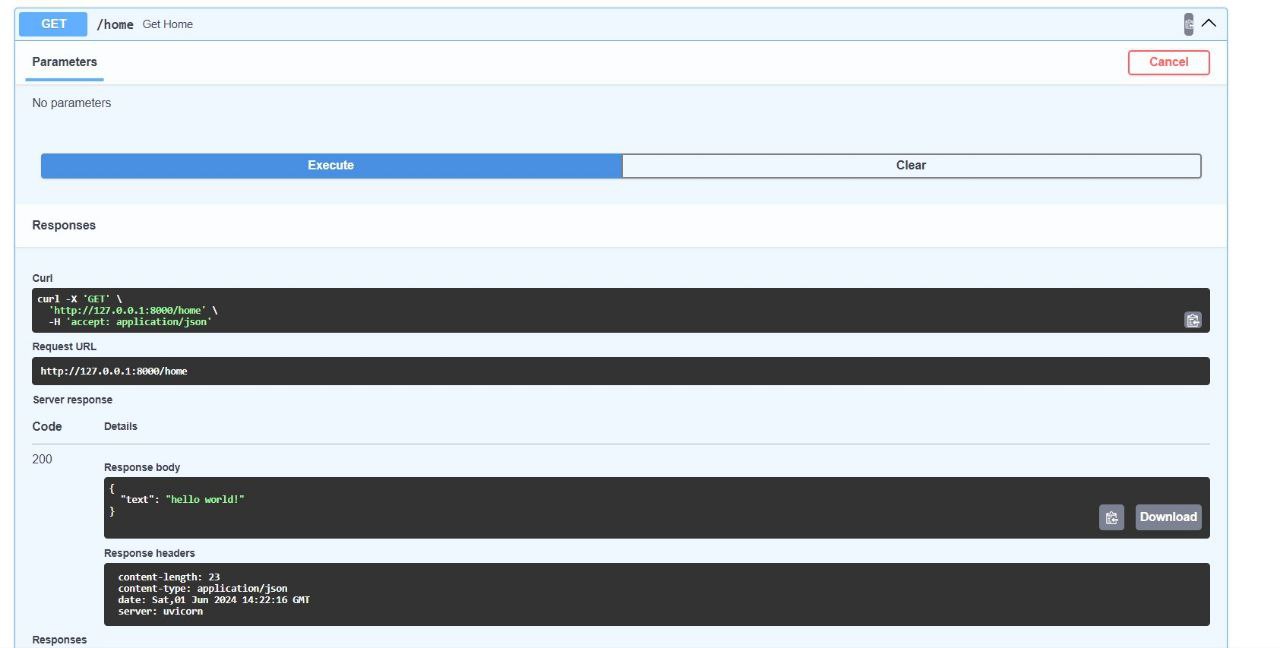 GET /home Get Home
Parameters
Cancel
No parameters
Execute
Clear
Responses
Curl
curl -X 'GET' \
'http://127.0.0.1:8000/home' \
-H 'accept: application/json'
Request URL
http://127.0.0.1:8000/home
Server response
Code Details
200
Response body
{
"text": "hello world!"
}
Download
Response headers
content-length: 23
content-type: application/json
date: Sat,01 Jun 2024 14:22:16 GMT
server: uvicorn
Responses